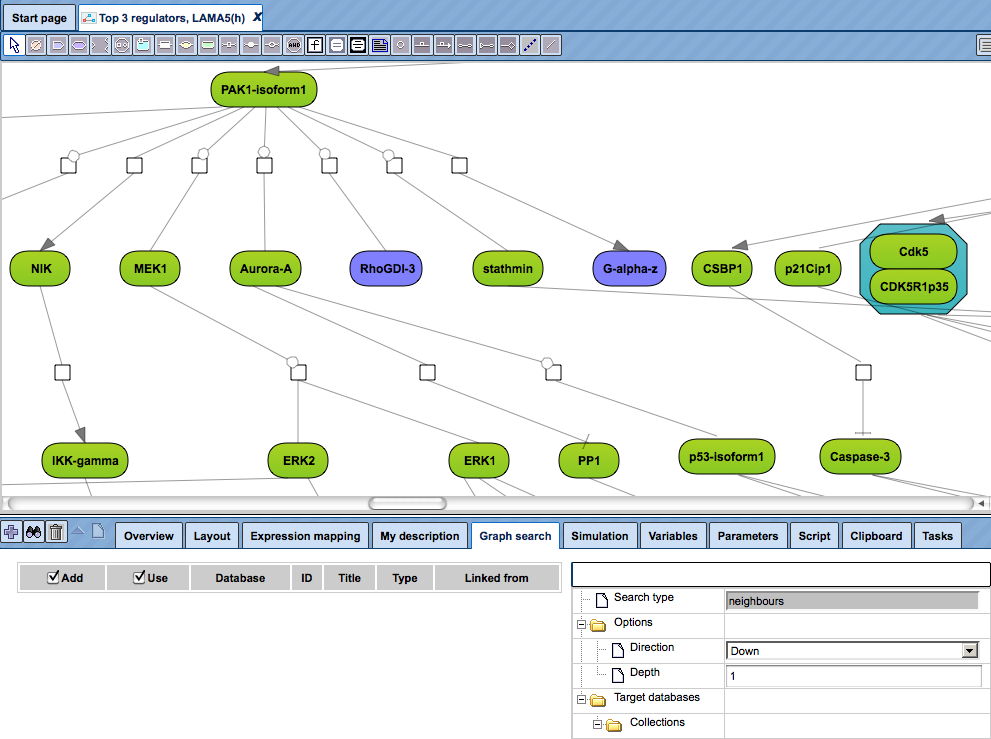 Start page
Top 3 regulators, LAMA5(h) X
AND f
PAK1-isoform1
NIK MEK1 Aurora-A RhoGDI-3 stathmin G-alpha-z CSBP1 p21Cip1 Cdk5
CDK5R1p35
IKK-gamma ERK2 ERK1 PP1 p53-isoform1 Caspase-3
Overview Layout Expression mapping My description Graph search Simulation Variables Parameters Script Clipboard Tasks
Add Use Database ID Title Type Linked from
Search type neighbours
Options
Direction Down
Depth 1
Target databases
Collections